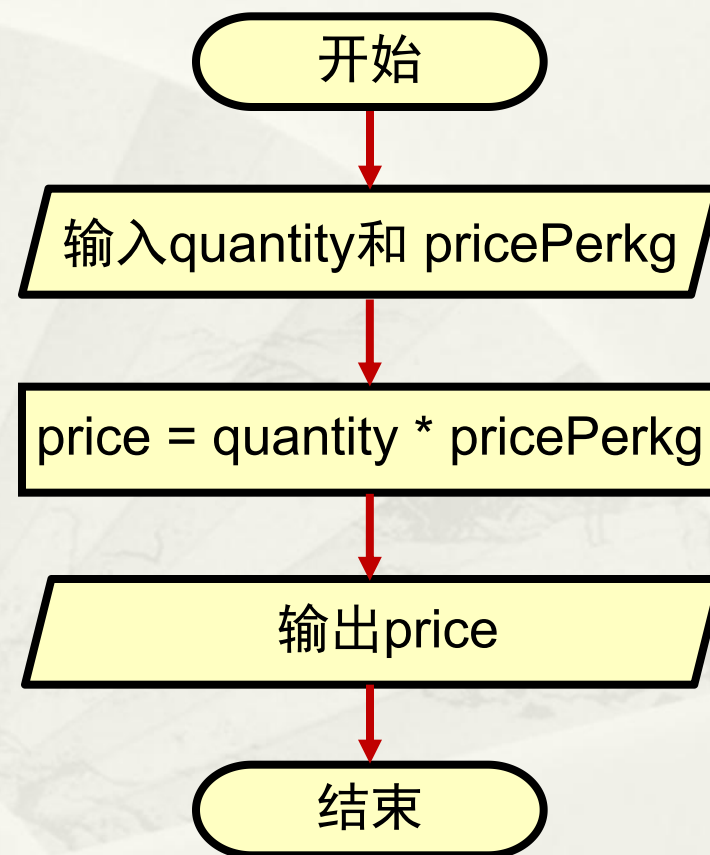 开始
输入quantity和 pricePerkg
price = quantity * pricePerkg
输出price
结束